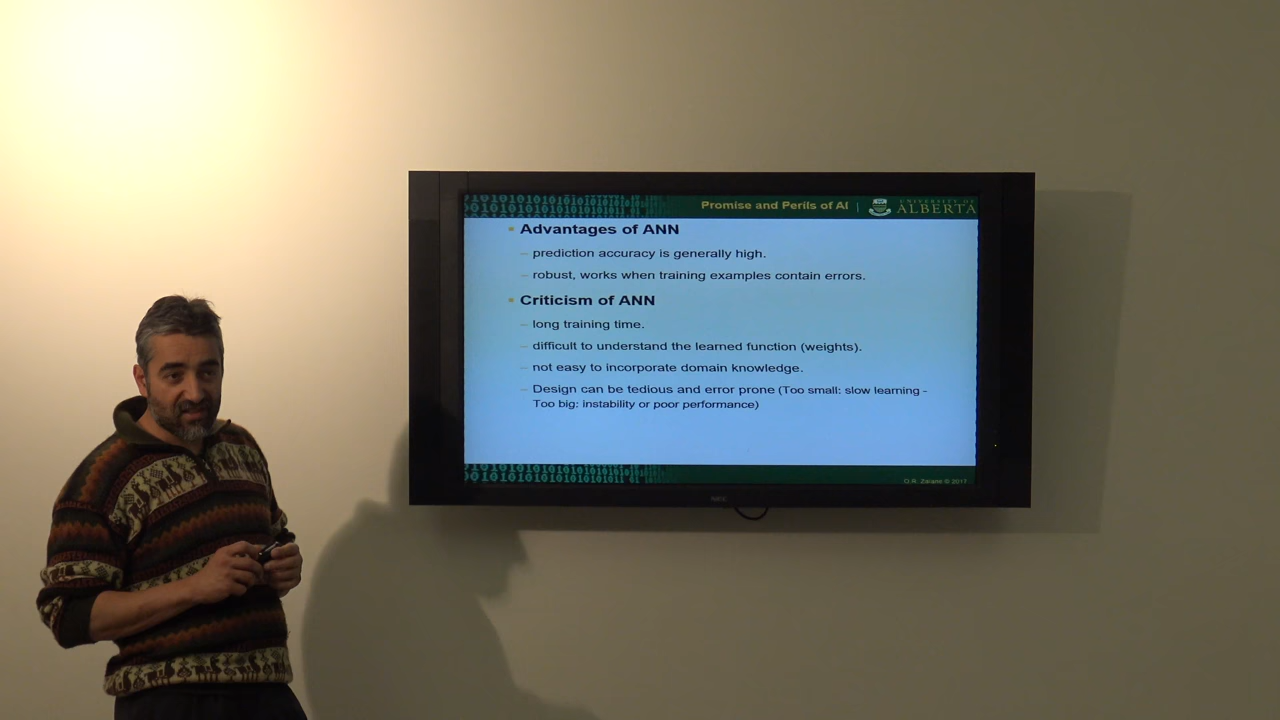 Promise and Perils of AI
UNIVERSITY OF
ALBERTA
Advantages of ANN
– prediction accuracy is generally high.
– robust, works when training examples contain errors.
Criticism of ANN
– long training time.
– difficult to understand the learned function (weights).
– not easy to incorporate domain knowledge.
– Design can be tedious and error prone (Too small: slow learning -
Too big: instability or poor performance)
O.R. Zaïane © 2017
NEC